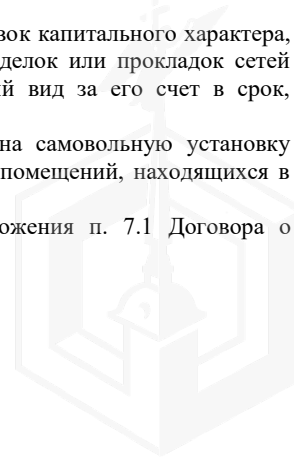 вок капитального характера,
делок или прокладок сетей
ий вид за его счет в срок,
на самовольную установку
помещений, находящихся в
ожения п. 7.1 Договора о